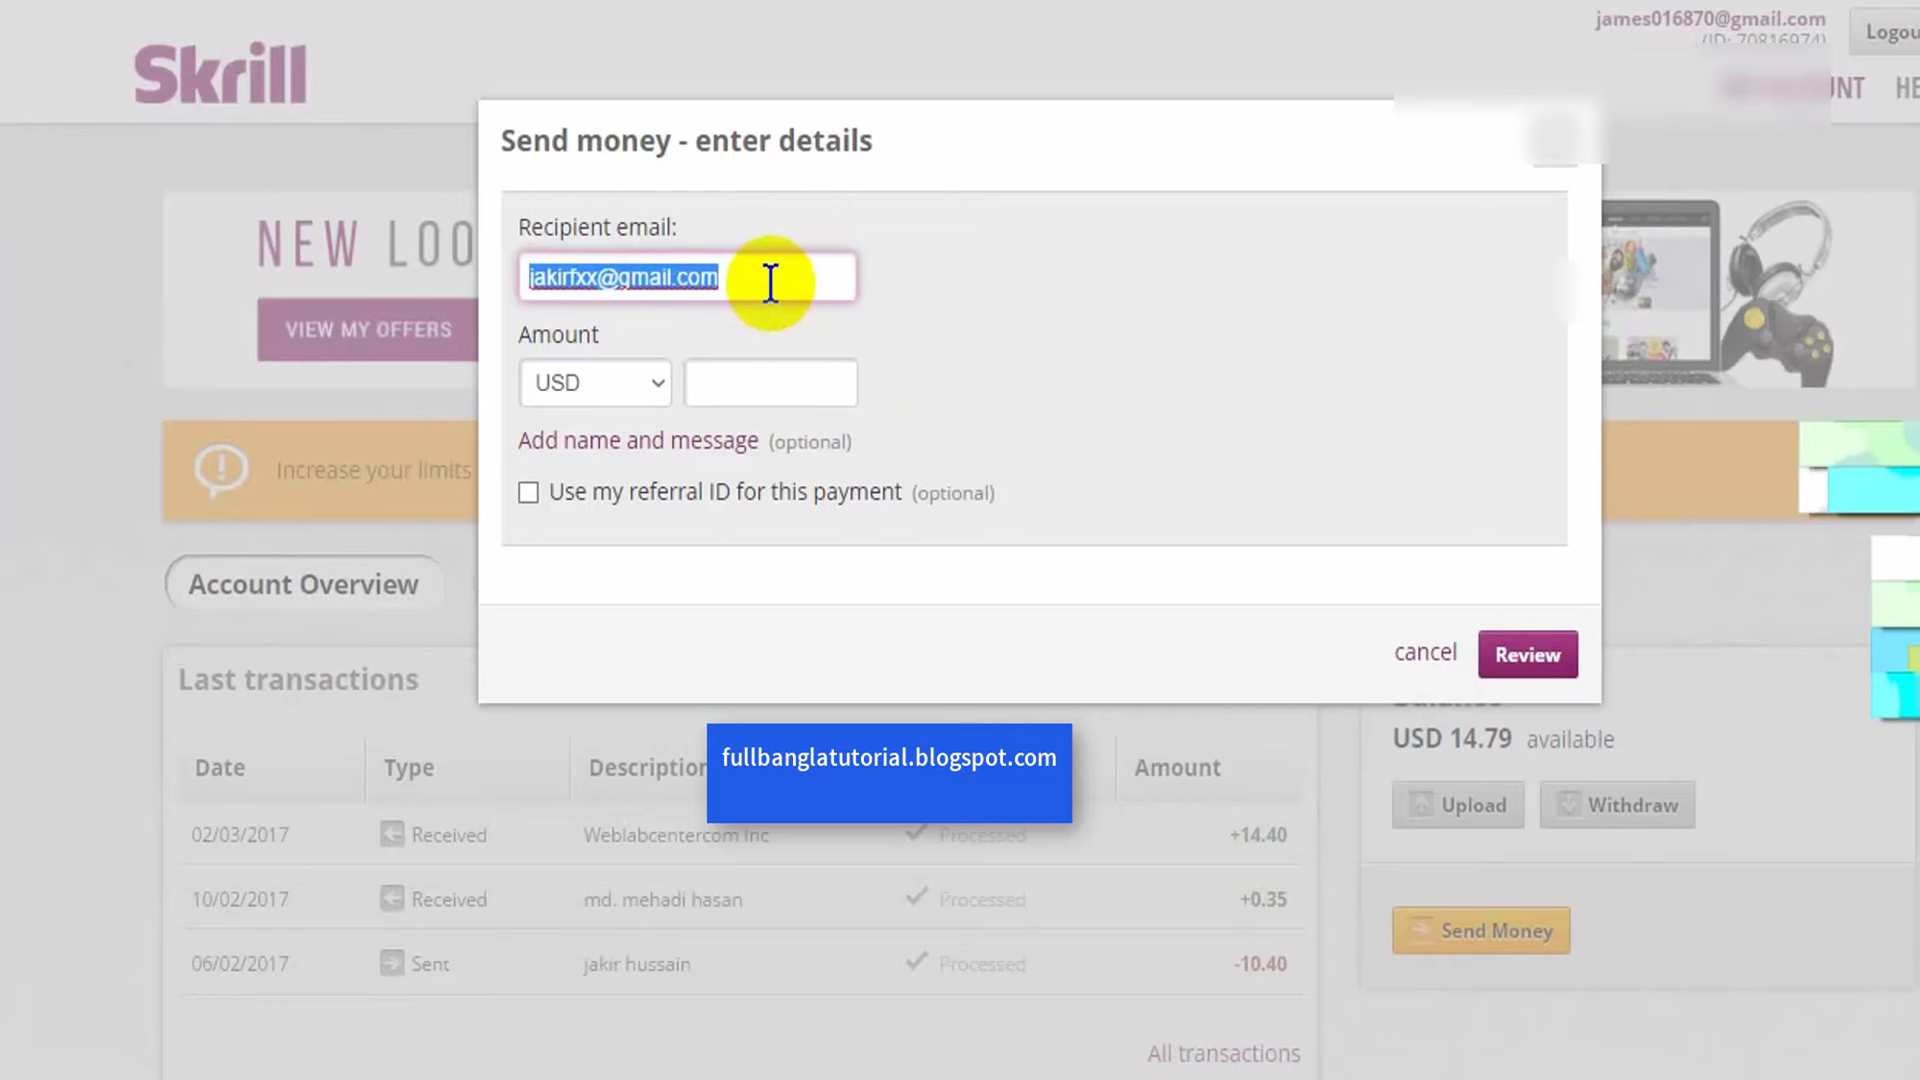 Skrill
james016870@gmail.com
(ID: 70816974)
HE
NEW LOO
VIEW MY OFFERS
Increase your limits
Send money - enter details
Recipient email:
jakirfxx@gmail.com
Amount
USD
Add name and message (optional)
Use my referral ID for this payment (optional)
cancel Review
Account Overview
Last transactions
Date Type Description Amount
02/03/2017 Received Weblabcentercom Inc Processed +14.40
10/02/2017 Received md. mehadi hasan Processed +0.35
06/02/2017 Sent jakir hussain Processed -10.40
All transactions
fullbanglatutorial.blogspot.com
USD 14.79 available
Upload Withdraw
Send Money